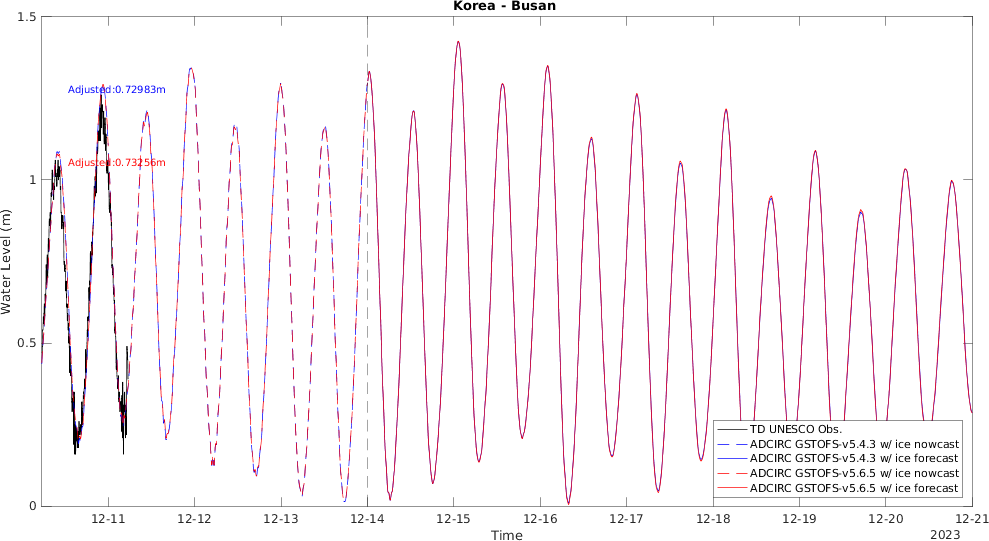 Korea - Busan
1.5
1
0.5
0
Water Level (m)
Adjusted:0.72983m
Adjusted:0.73256m
TD UNESCO Obs.
ADCIRC GSTOFS-v5.4.3 w/ ice nowcast
ADCIRC GSTOFS-v5.4.3 w/ ice forecast
ADCIRC GSTOFS-v5.6.5 w/ ice nowcast
ADCIRC GSTOFS-v5.6.5 w/ ice forecast
12-11 12-12 12-13 12-14 12-15 12-16 12-17 12-18 12-19 12-20 12-21
Time
2023